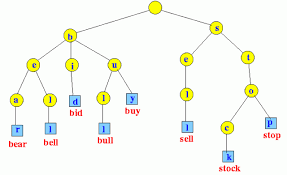 b s
e i u e t
a l l y l o
r d buy l c p
bear l bid l sell stop
bell bull k
stock